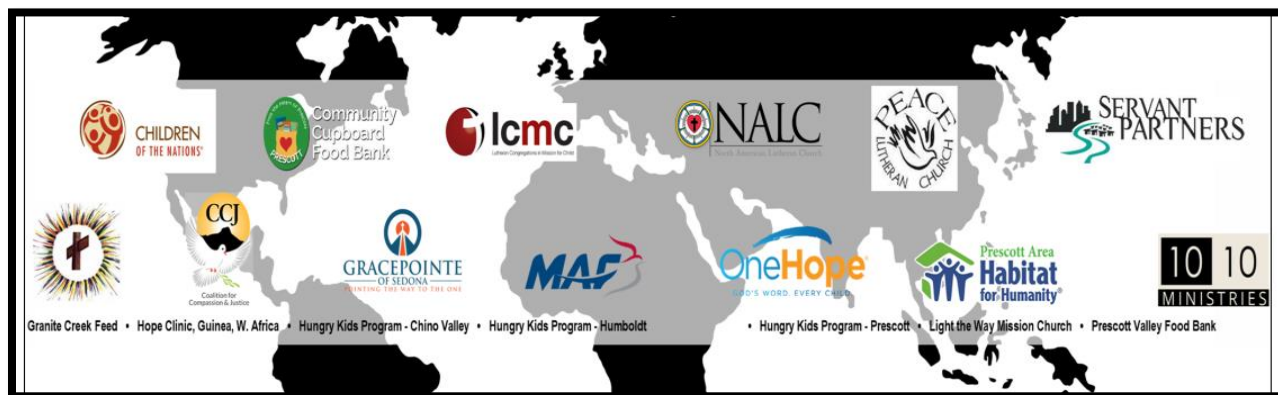 CHILDREN
OF THE NATIONS®
Community
Cupboard
Food Bank
PRESCOTT
lcmc
Lutheran Congregations in Mission for Christ
NALC
North American Lutheran Church
PEACE
LUTHERAN CHURCH
SERVANT
PARTNERS
CCJ
Coalition for
Compassion & Justice
GRACEPOINTE
OF SEDONA
POINTING THE WAY TO THE ONE
MAF
OneHope®
GOD'S WORD. EVERY CHILD.
The
Prescott Area
Habitat
for Humanity®
10 10
MINISTRIES
Granite Creek Feed • Hope Clinic, Guinea, W. Africa • Hungry Kids Program - Chino Valley • Hungry Kids Program - Humboldt • Hungry Kids Program - Prescott • Light the Way Mission Church • Prescott Valley Food Bank